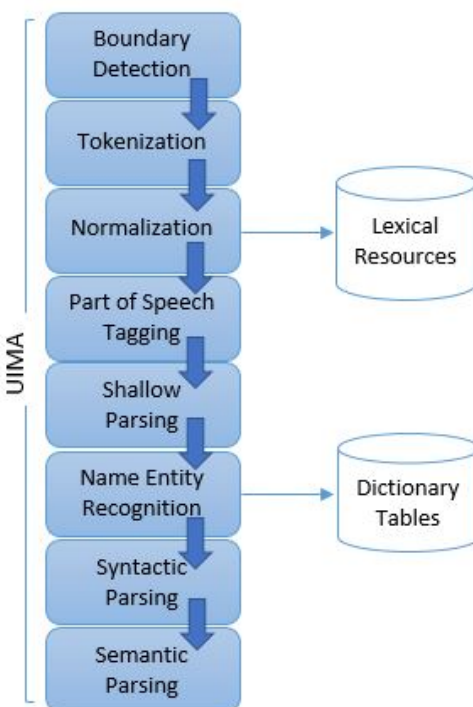 Boundary
Detection
Tokenization
Normalization
Lexical
Resources
Part of Speech
Tagging
UIMA
Shallow
Parsing
Name Entity
Recognition
Dictionary
Tables
Syntactic
Parsing
Semantic
Parsing